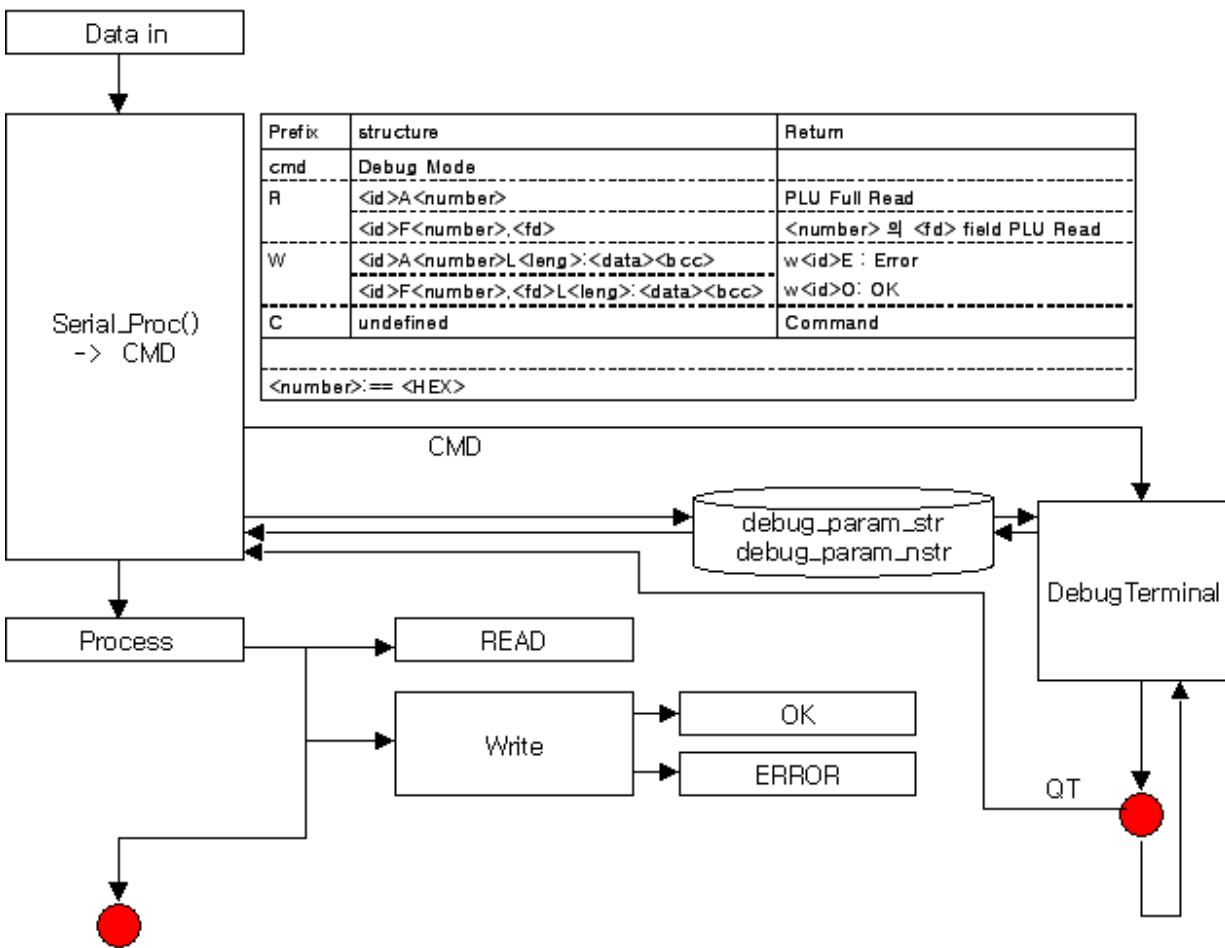 Data in
Serial_Proc()
-> CMD
Prefix structure Return
cmd Debug Mode
R <id>A<number> PLU Full Read
<id>F<number>,<fd> <number> 의 <fd> field PLU Read
W <id>A<number>L<leng>:<data><bcc> w<id>E : Error
<id>F<number>,<fd>L<leng>:<data><bcc> w<id>O: OK
C undefined Command
<number>:== <HEX>
CMD
debug_param_str
debug_param_nstr
DebugTerminal
Process
READ
Write
OK
ERROR
QT